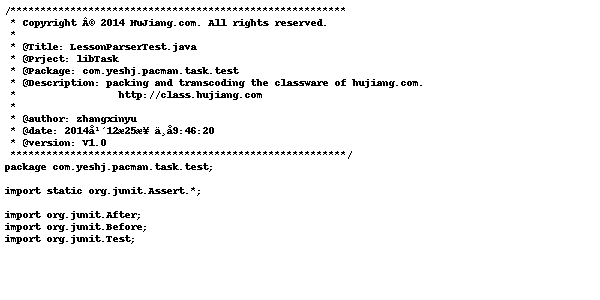 /********************************************************
 * Copyright Â© 2014 HuJiang.com. All rights reserved.
 *
 * @Title: LessonParserTest.java
 * @Prject: libTask
 * @Package: com.yeshj.pacman.task.test
 * @Description: packing and transcoding the classware of hujiang.com.
 *                 http://class.hujiang.com
 *
 * @author: zhangxinyu
 * @date: 2014å¹´12æ25æ¥ ä¸å9:46:20
 * @version: V1.0
 ********************************************************/
package com.yeshj.pacman.task.test;

import static org.junit.Assert.*;

import org.junit.After;
import org.junit.Before;
import org.junit.Test;